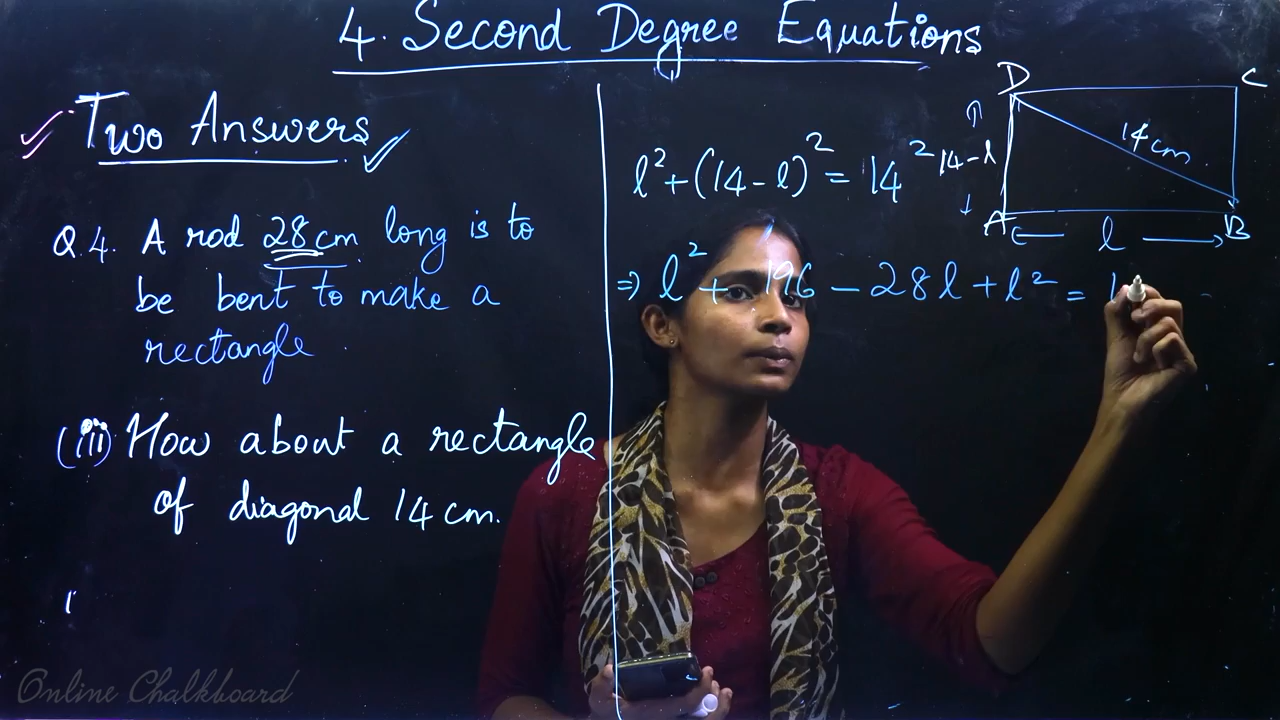 4. Second Degree Equations
Two Answers
Q.4. A rod 28cm long is to
be bent to make a
rectangle.
(iii) How about a rectangle
of diagonal 14 cm.
l² + (14 - l)² = 14²
⇒ l² + 196 - 28l + l² = 1
D
C
14 cm
14-l
A
l
B
Online Chalkboard